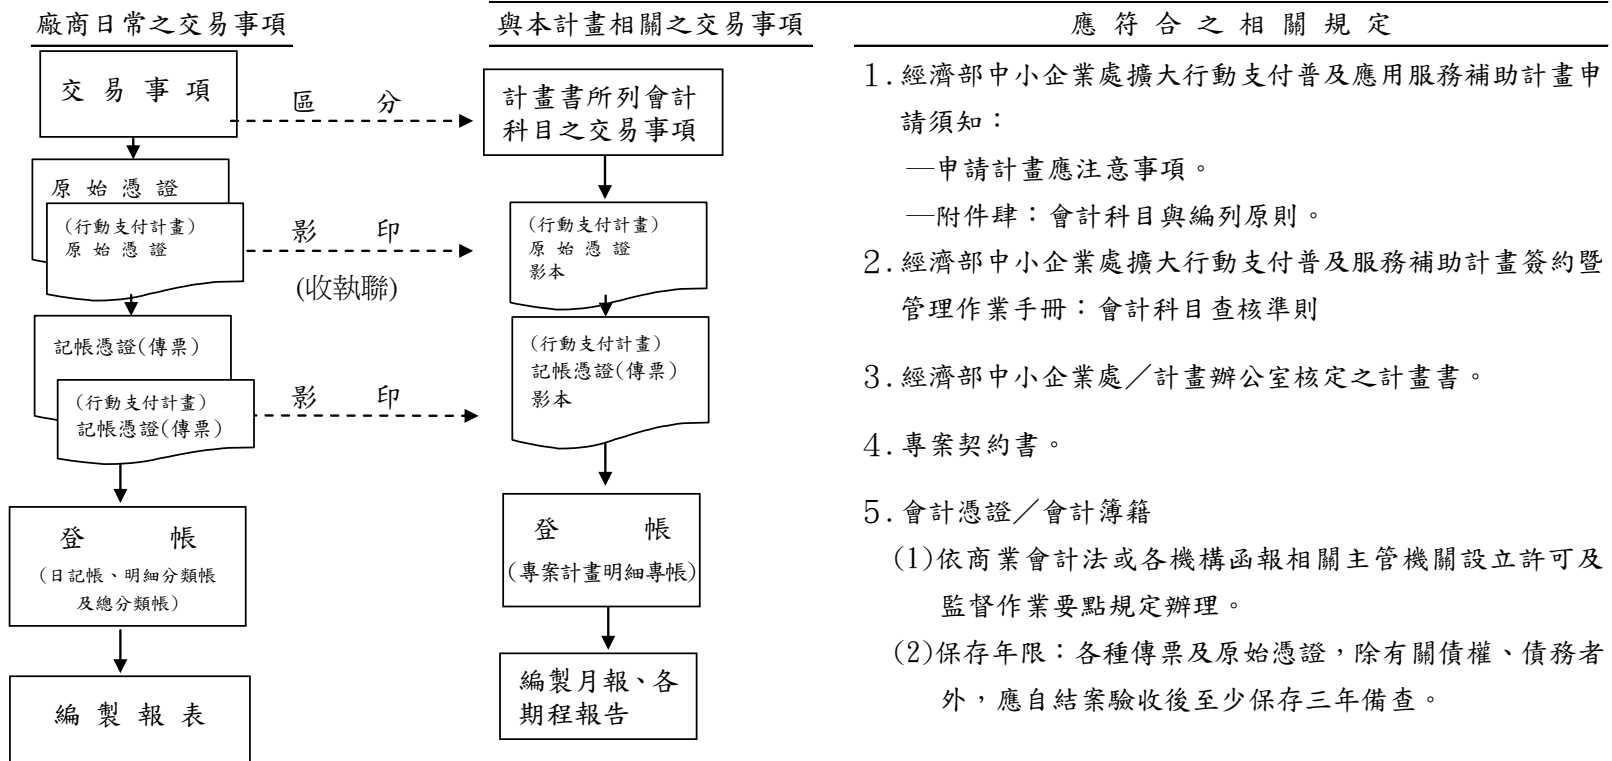 廠商日常之交易事項
交易事項
區 分
原始憑證
(行動支付計畫)
原始憑證
影 印
(收執聯)
記帳憑證(傳票)
(行動支付計畫)
記帳憑證(傳票)
影 印
登 帳
(日記帳、明細分類帳
及總分類帳)
編製報表
與本計畫相關之交易事項
計畫書所列會計
科目之交易事項
(行動支付計畫)
原始憑證
影本
(行動支付計畫)
記帳憑證(傳票)
影本
登 帳
(專案計畫明細專帳)
編製月報、各
期程報告
應符合之相關規定
1.經濟部中小企業處擴大行動支付普及應用服務補助計畫申
請須知：
—申請計畫應注意事項。
—附件肆：會計科目與編列原則。
2.經濟部中小企業處擴大行動支付普及服務補助計畫簽約暨
管理作業手冊：會計科目查核準則
3.經濟部中小企業處／計畫辦公室核定之計畫書。
4.專案契約書。
5.會計憑證／會計簿籍
(1)依商業會計法或各機構函報相關主管機關設立許可及
監督作業要點規定辦理。
(2)保存年限：各種傳票及原始憑證，除有關債權、債務者
外，應自結案驗收後至少保存三年備查。